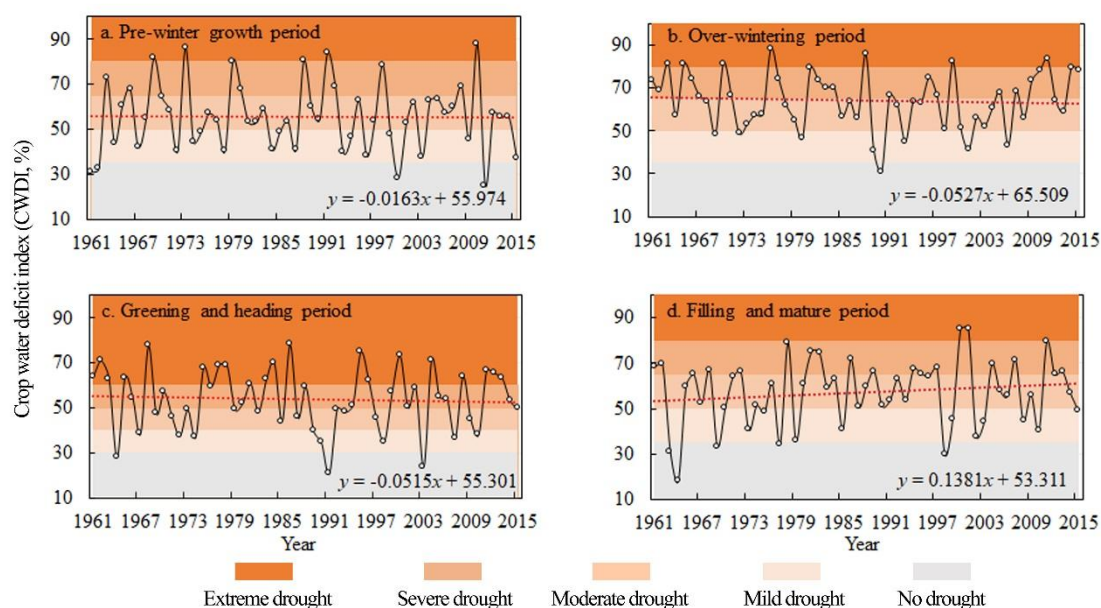 Crop water deficit index (CWDI, %)
a. Pre-winter growth period
90
70
50
30
10
y = -0.0163x + 55.974
1961 1967 1973 1979 1985 1991 1997 2003 2009 2015
b. Over-wintering period
90
70
50
30
10
y = -0.0527x + 65.509
1961 1967 1973 1979 1985 1991 1997 2003 2009 2015
c. Greening and heading period
90
70
50
30
10
y = -0.0515x + 55.301
1961 1967 1973 1979 1985 1991 1997 2003 2009 2015
Year
d. Filling and mature period
90
70
50
30
10
y = 0.1381x + 53.311
1961 1967 1973 1979 1985 1991 1997 2003 2009 2015
Year
Extreme drought Severe drought Moderate drought Mild drought No drought